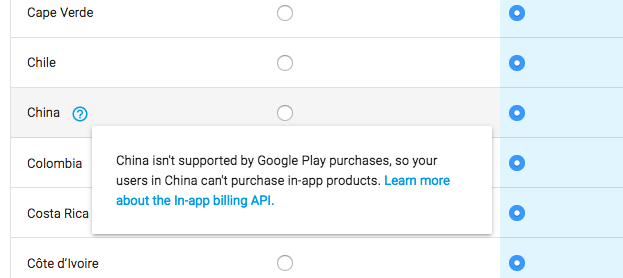 Cape Verde
Chile
China
China isn't supported by Google Play purchases, so your
users in China can't purchase in-app products. Learn more
about the In-app billing API.
Colombia
Costa Rica
Côte d'Ivoire